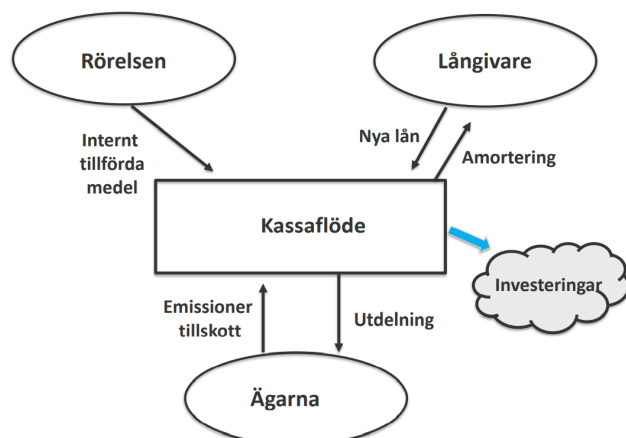 Rörelsen
Långivare
Internt
tillförda
medel
Nya lån
Amortering
Kassaflöde
Investeringar
Emissioner
tillskott
Utdelning
Ägarna